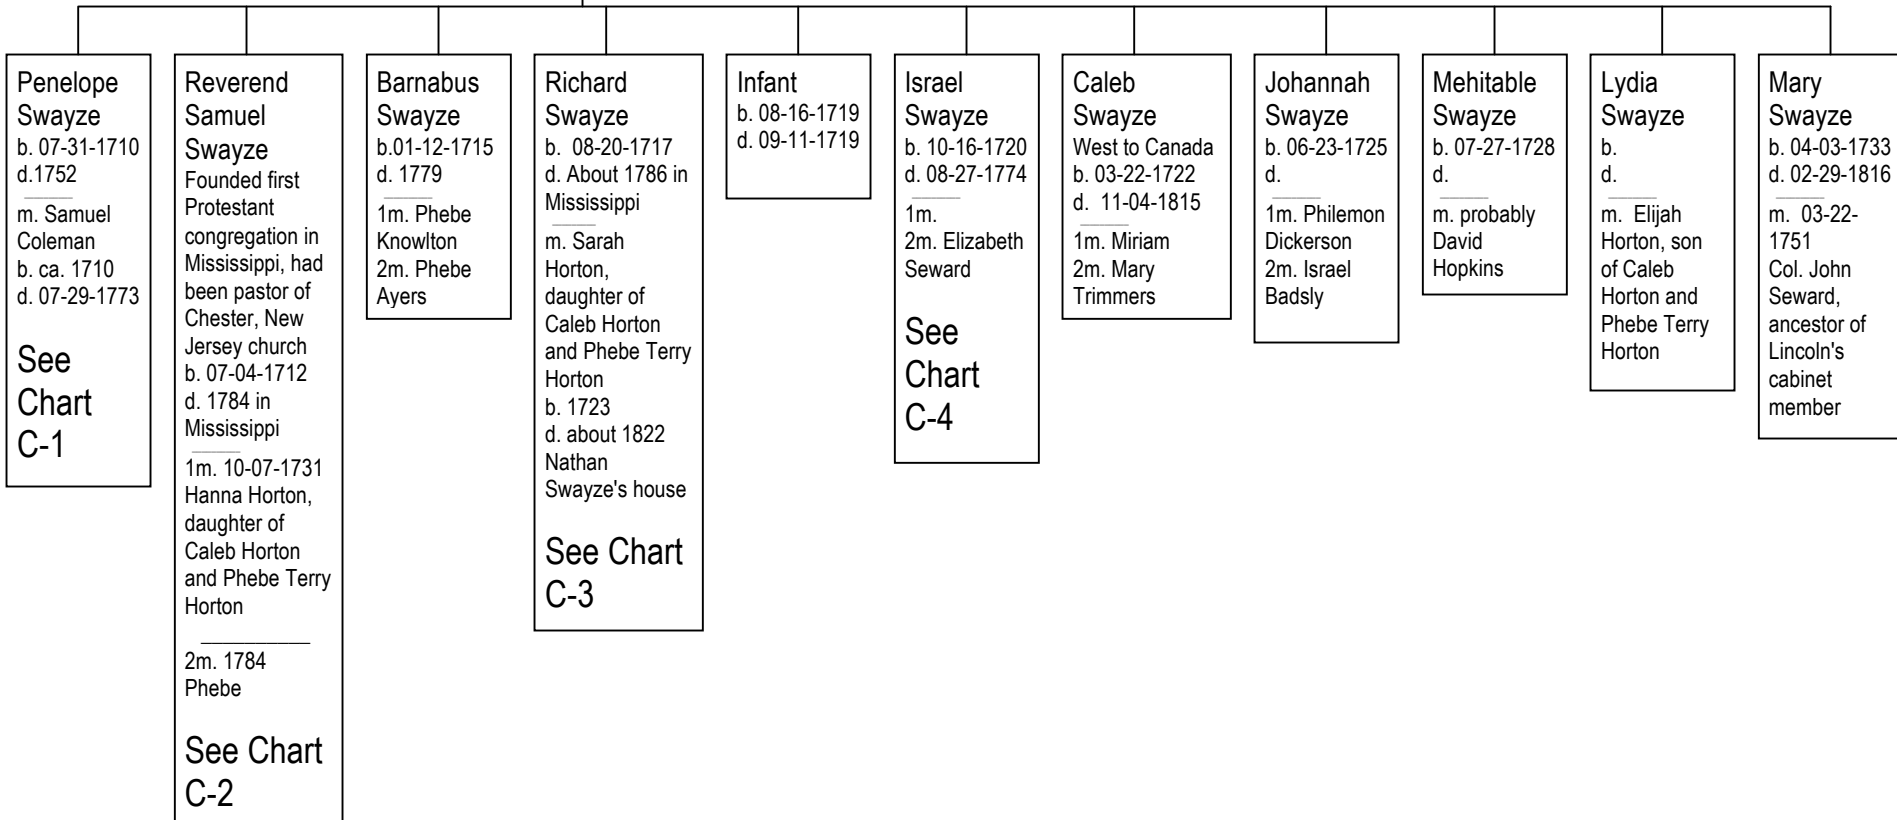 Penelope
Swayze
b. 07-31-1710
d.1752
m. Samuel
Coleman
b. ca. 1710
d. 07-29-1773
See
Chart
C-1
Reverend
Samuel
Swayze
Founded first
Protestant
congregation in
Mississippi, had
been pastor of
Chester, New
Jersey church
b. 07-04-1712
d. 1784 in
Mississippi
1m. 10-07-1731
Hanna Horton,
daughter of
Caleb Horton
and Phebe Terry
Horton
2m. 1784
Phebe
See Chart
C-2
Barnabus
Swayze
b.01-12-1715
d. 1779
1m. Phebe
Knowlton
2m. Phebe
Ayers
Richard
Swayze
b. 08-20-1717
d. About 1786 in
Mississippi
m. Sarah
Horton,
daughter of
Caleb Horton
and Phebe Terry
Horton
b. 1723
d. about 1822
Nathan
Swayze's house
See Chart
C-3
Infant
b. 08-16-1719
d. 09-11-1719
Israel
Swayze
b. 10-16-1720
d. 08-27-1774
1m.
2m. Elizabeth
Seward
See
Chart
C-4
Caleb
Swayze
West to Canada
b. 03-22-1722
d. 11-04-1815
1m. Miriam
2m. Mary
Trimmers
Johannah
Swayze
b. 06-23-1725
d.
1m. Philemon
Dickerson
2m. Israel
Badsly
Mehitable
Swayze
b. 07-27-1728
d.
m. probably
David
Hopkins
Lydia
Swayze
b.
d.
m. Elijah
Horton, son
of Caleb
Horton and
Phebe Terry
Horton
Mary
Swayze
b. 04-03-1733
d. 02-29-1816
m. 03-22-
1751
Col. John
Seward,
ancestor of
Lincoln's
cabinet
member